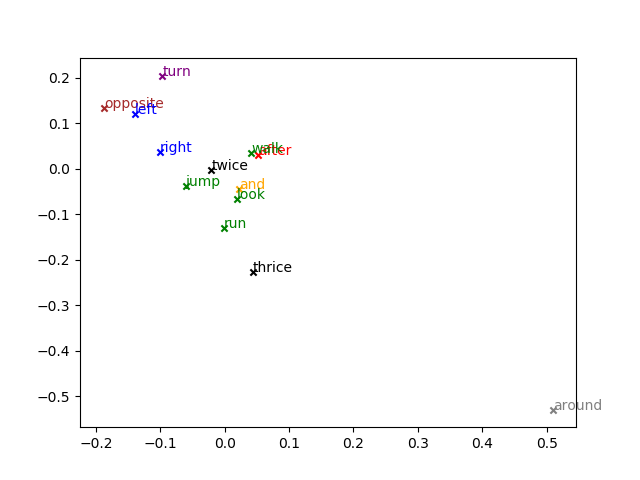 turn
opposite
left
right
walk
after
twice
jump
and
look
run
thrice
around
0.2
0.1
0.0
−0.1
−0.2
−0.3
−0.4
−0.5
−0.2
−0.1
0.0
0.1
0.2
0.3
0.4
0.5